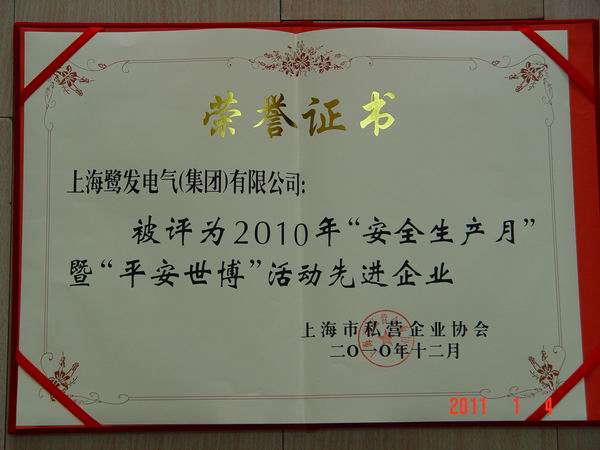 荣誉证书
上海鹭发电气(集团)有限公司:
被评为2010年“安全生产月”
暨“平安世博”活动先进企业
上海市私营企业协会
二〇一〇年十二月
2011 1 4